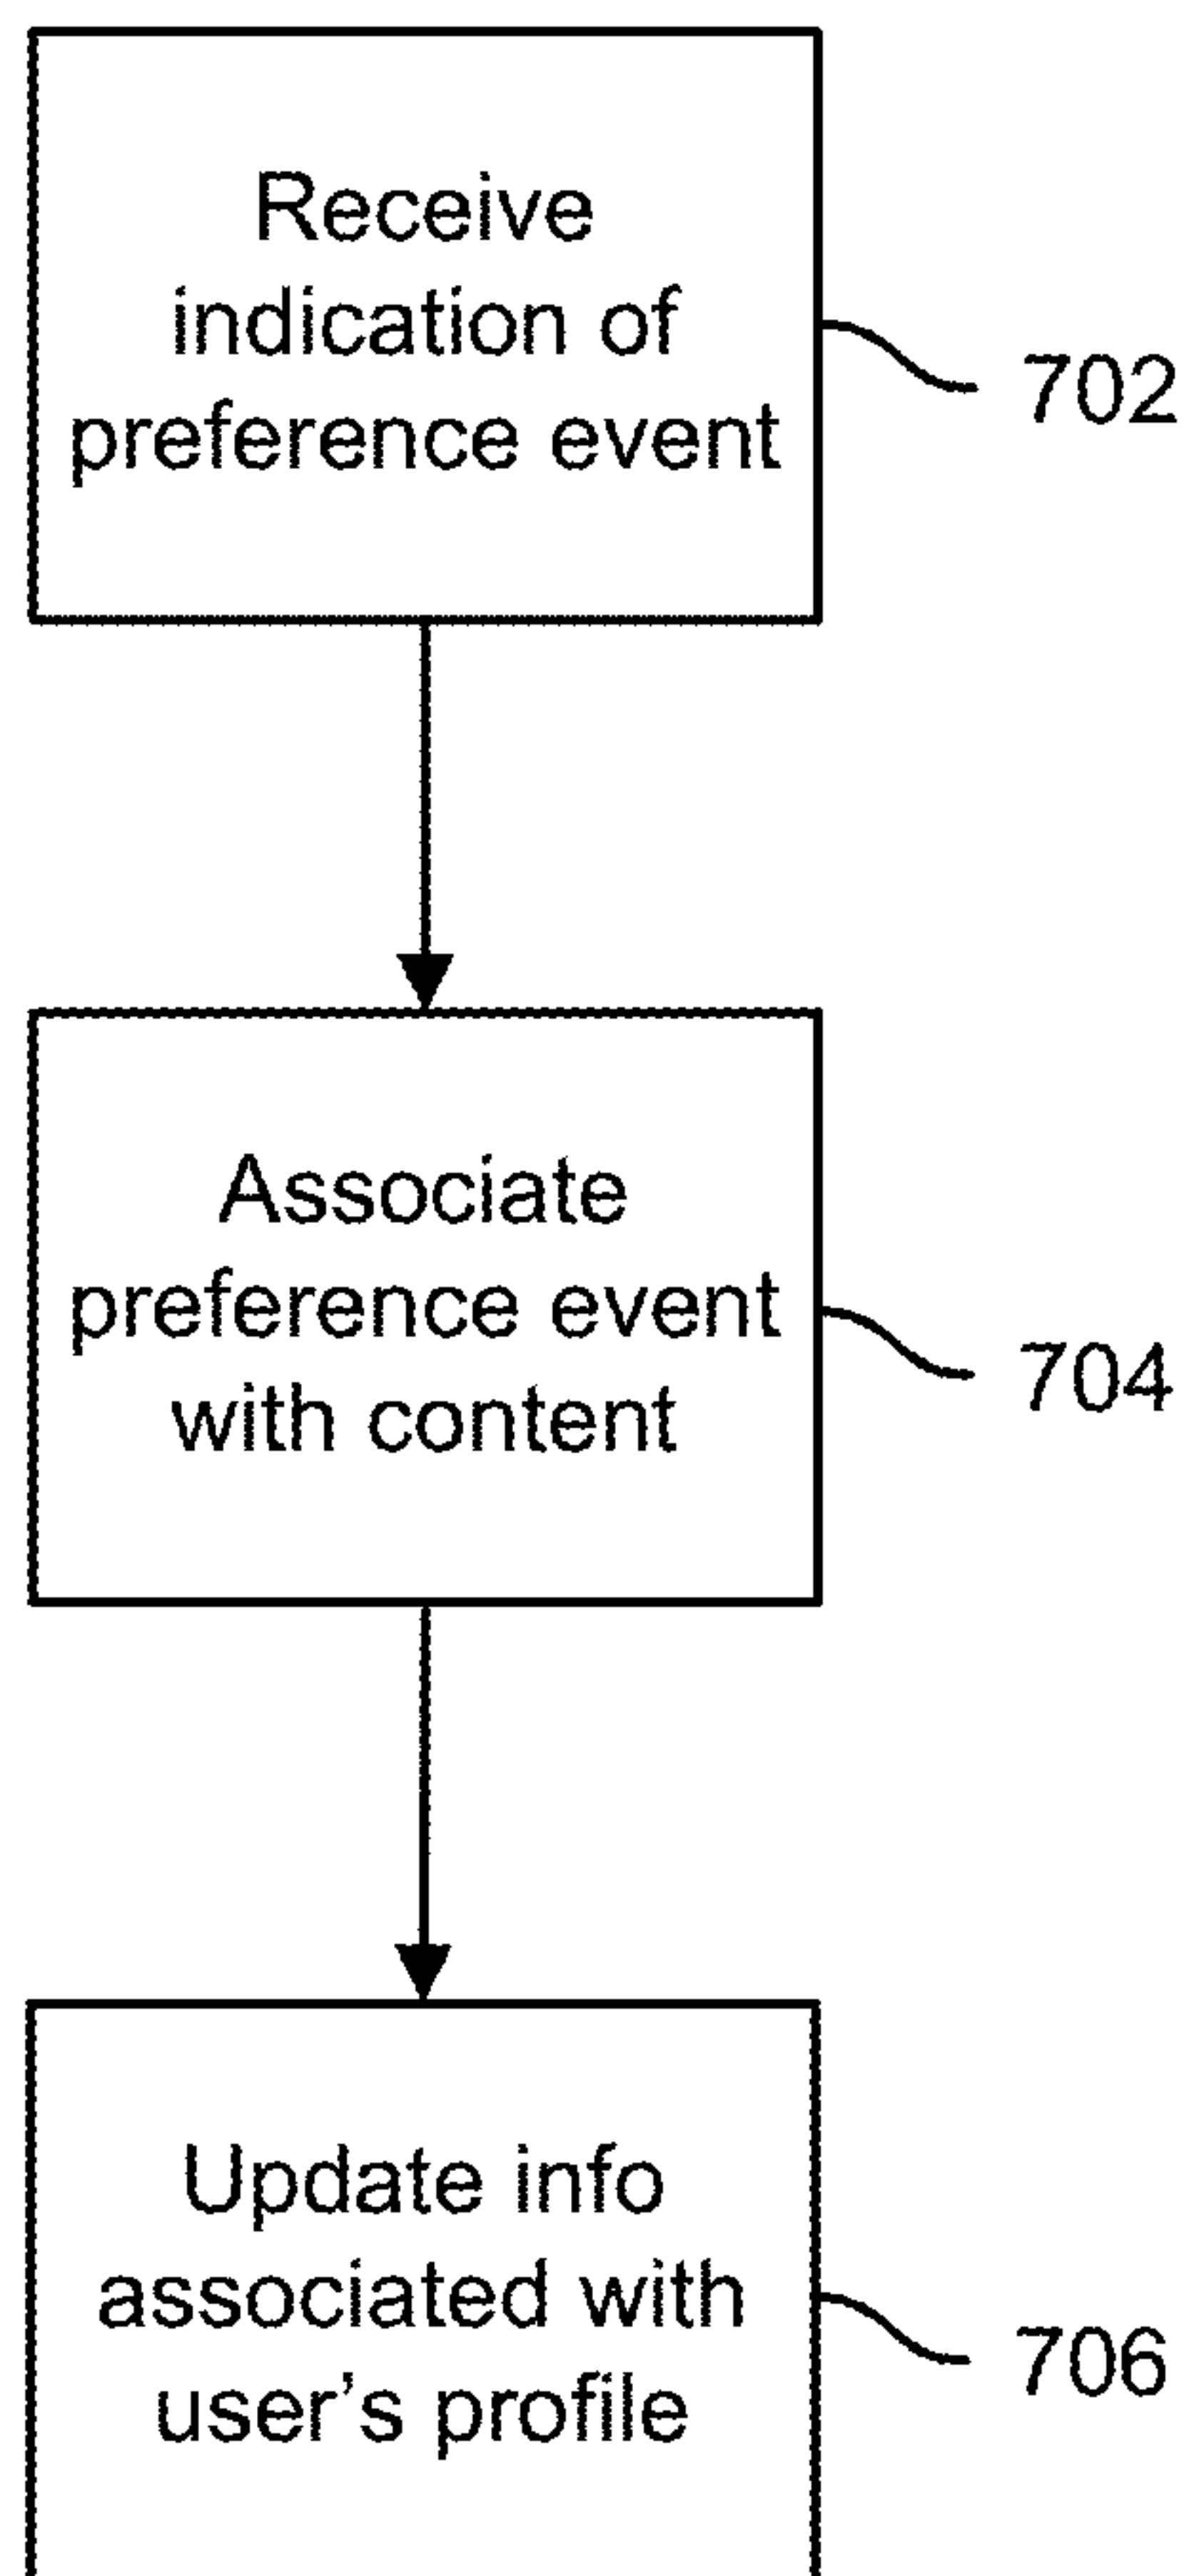 Receive
indication of
preference event
702
Associate
preference event
with content
704
Update info
associated with
user's profile
706